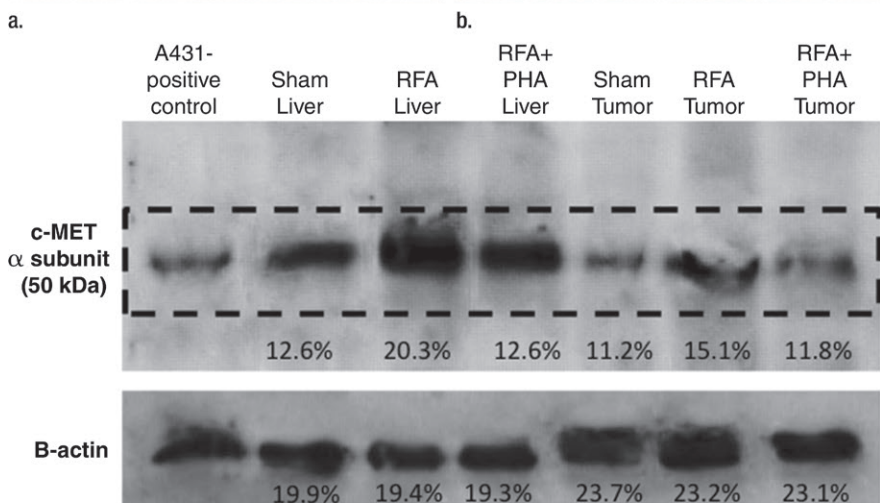 a.
b.
A431-
positive
control
Sham
Liver
RFA
Liver
RFA+
PHA
Liver
Sham
Tumor
RFA
Tumor
RFA+
PHA
Tumor
c-MET
α subunit
(50 kDa)
12.6% 20.3% 12.6% 11.2% 15.1% 11.8%
B-actin
19.9% 19.4% 19.3% 23.7% 23.2% 23.1%